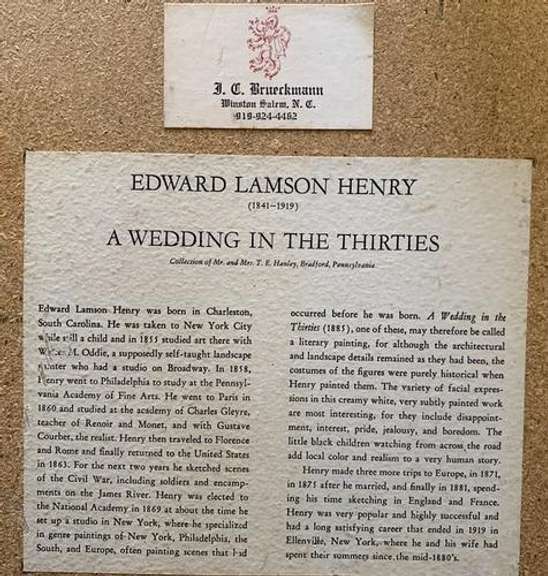 J. C. Brueckmann
Winston Salem, N. C.
919-924-4462
EDWARD LAMSON HENRY
(1841–1919)
A WEDDING IN THE THIRTIES
Collection of Mr. and Mrs. T. E. Hanley, Bradford, Pennsylvania
Edward Lamson Henry was born in Charleston,
South Carolina. He was taken to New York City
while still a child and in 1855 studied art there with
M. Oddie, a supposedly self-taught landscape
painter who had a studio on Broadway. In 1858,
Henry went to Philadelphia to study at the Pennsyl-
vania Academy of Fine Arts. He went to Paris in
1860 and studied at the academy of Charles Gleyre,
teacher of Renoir and Monet, and with Gustave
Courbet, the realist. Henry then traveled to Florence
and Rome and finally returned to the United States
in 1863. For the next two years he sketched scenes
of the Civil War, including soldiers and encamp-
ments on the James River. Henry was elected to
the National Academy in 1869 at about the time he
set up a studio in New York, where he specialized
in genre paintings of New York, Philadelphia, the
South, and Europe, often painting scenes that had
occurred before he was born. A Wedding in the
Thirties (1885), one of these, may therefore be called
a literary painting, for although the architectural
and landscape details remained as they had been, the
costumes of the figures were purely historical when
Henry painted them. The variety of facial expres-
sions in this creamy white, very subtly painted work
are most interesting, for they include disappoint-
ment, interest, pride, jealousy, and boredom. The
little black children watching from across the road
add local color and realism to a very human story.
Henry made three more trips to Europe, in 1871,
in 1875 after he married, and finally in 1881, spend-
ing his time sketching in England and France.
Henry was very popular and highly successful and
had a long satisfying career that ended in 1919 in
Ellenville, New York, where he and his wife had
spent their summers since the mid-1880's.